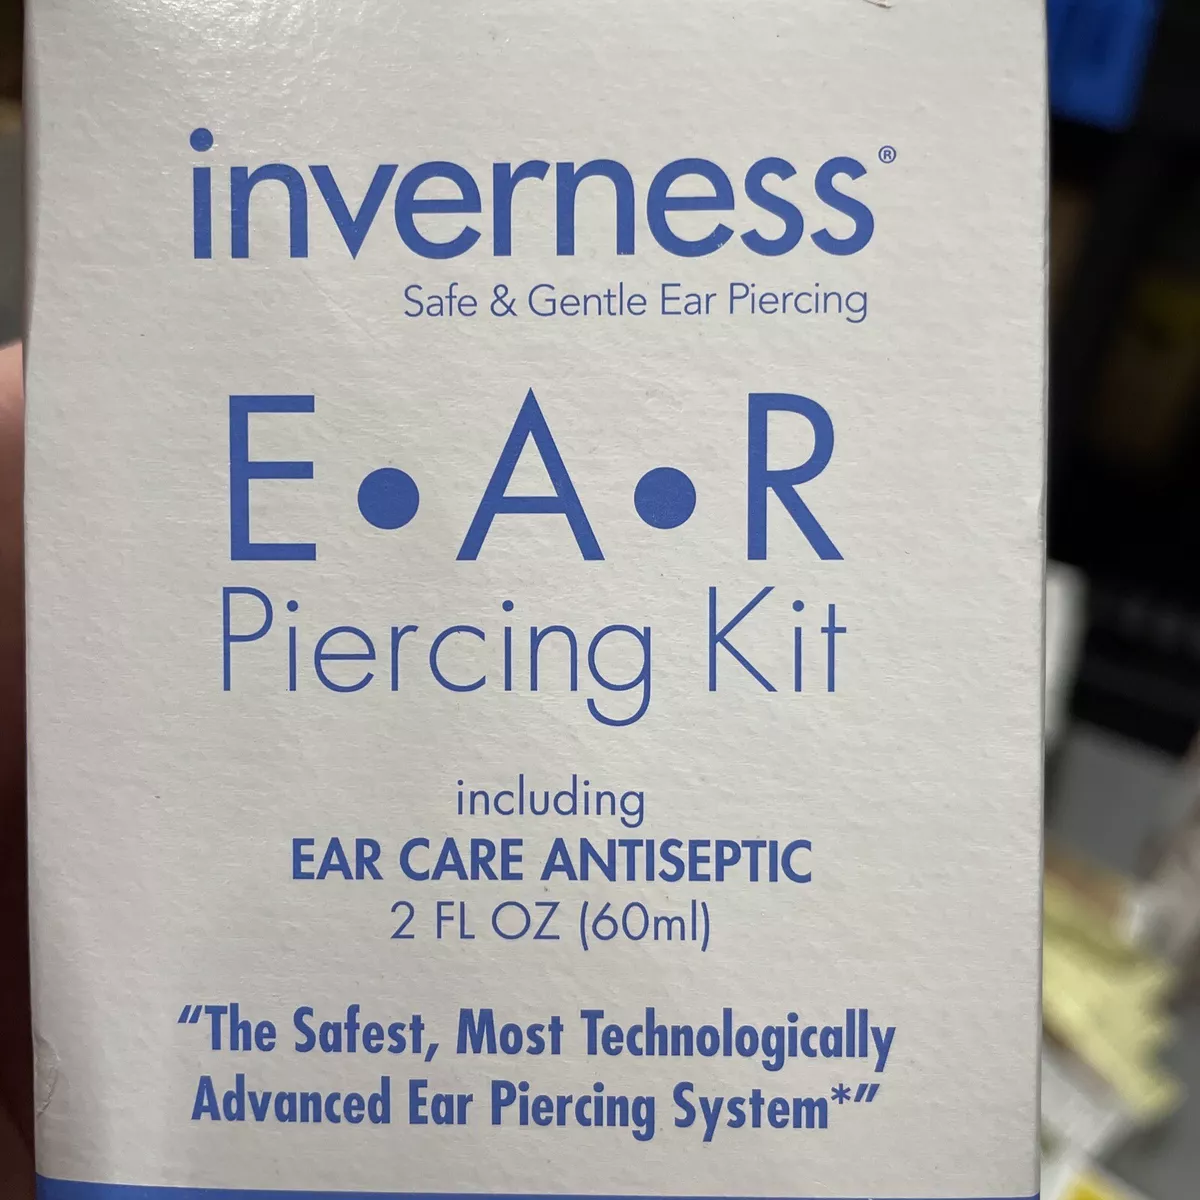 inverness®
Safe & Gentle Ear Piercing
E•A•R
Piercing Kit
including
EAR CARE ANTISEPTIC
2 FL OZ (60ml)
“The Safest, Most Technologically
Advanced Ear Piercing System*”